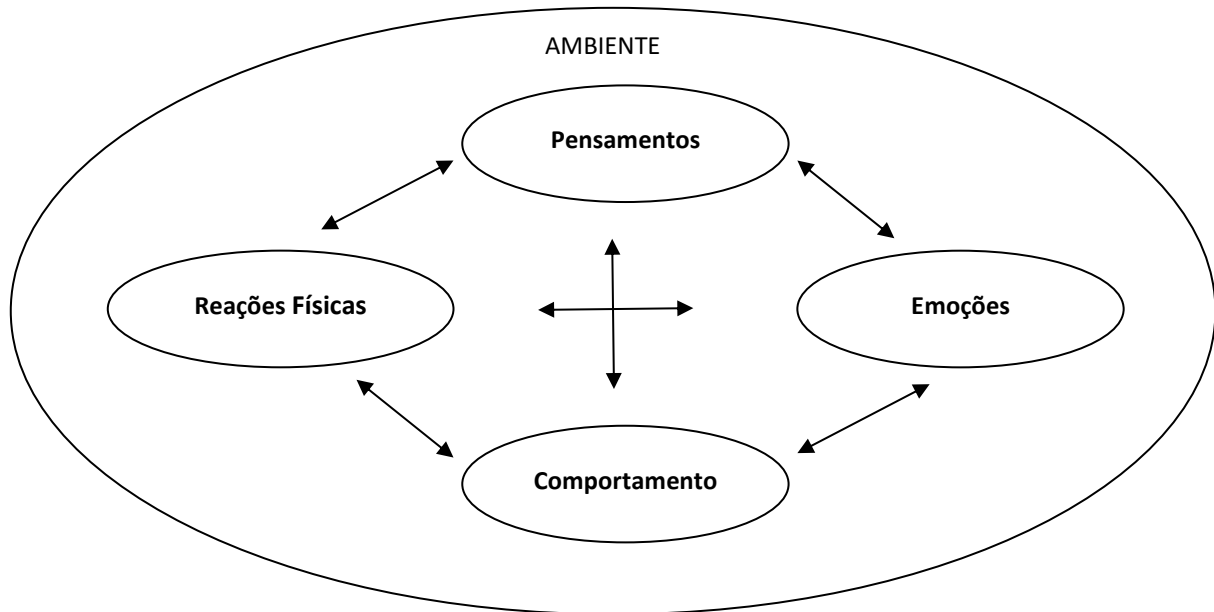 AMBIENTE
Pensamentos
Reações Físicas
Emoções
Comportamento